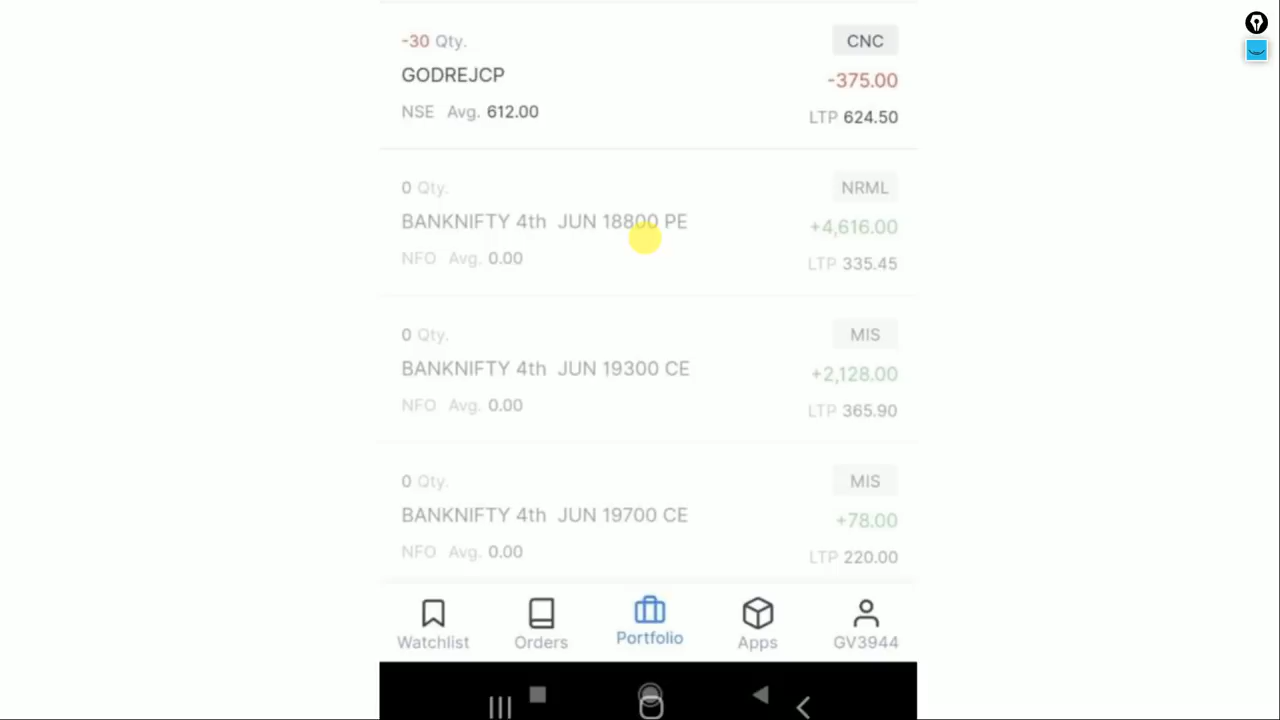 -30 Qty.
CNC
GODREJCP
-375.00
NSE Avg. 612.00
LTP 624.50
0 Qty.
NRML
BANKNIFTY 4th JUN 18800 PE
+4,616.00
NFO Avg. 0.00
LTP 335.45
0 Qty.
MIS
BANKNIFTY 4th JUN 19300 CE
+2,128.00
NFO Avg. 0.00
LTP 365.90
0 Qty.
MIS
BANKNIFTY 4th JUN 19700 CE
+78.00
NFO Avg. 0.00
LTP 220.00
Watchlist
Orders
Portfolio
Apps
GV3944